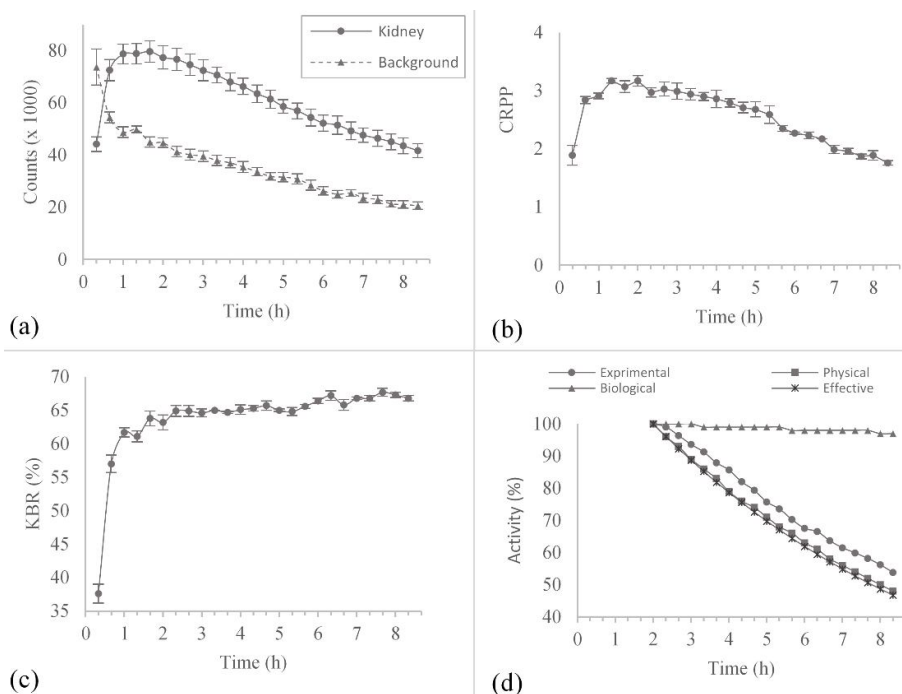 Kidney
Background
80
60
40
20
0
Counts (x 1000)
0 1 2 3 4 5 6 7 8
Time (h)
(a)
4
3
2
1
0
CRPP
0 1 2 3 4 5 6 7 8
Time (h)
(b)
70
65
60
55
50
45
40
35
KBR (%)
0 1 2 3 4 5 6 7 8
Time (h)
(c)
Exprimental Physical
Biological Effective
100
90
80
70
60
50
40
Activity (%)
0 1 2 3 4 5 6 7 8
Time (h)
(d)